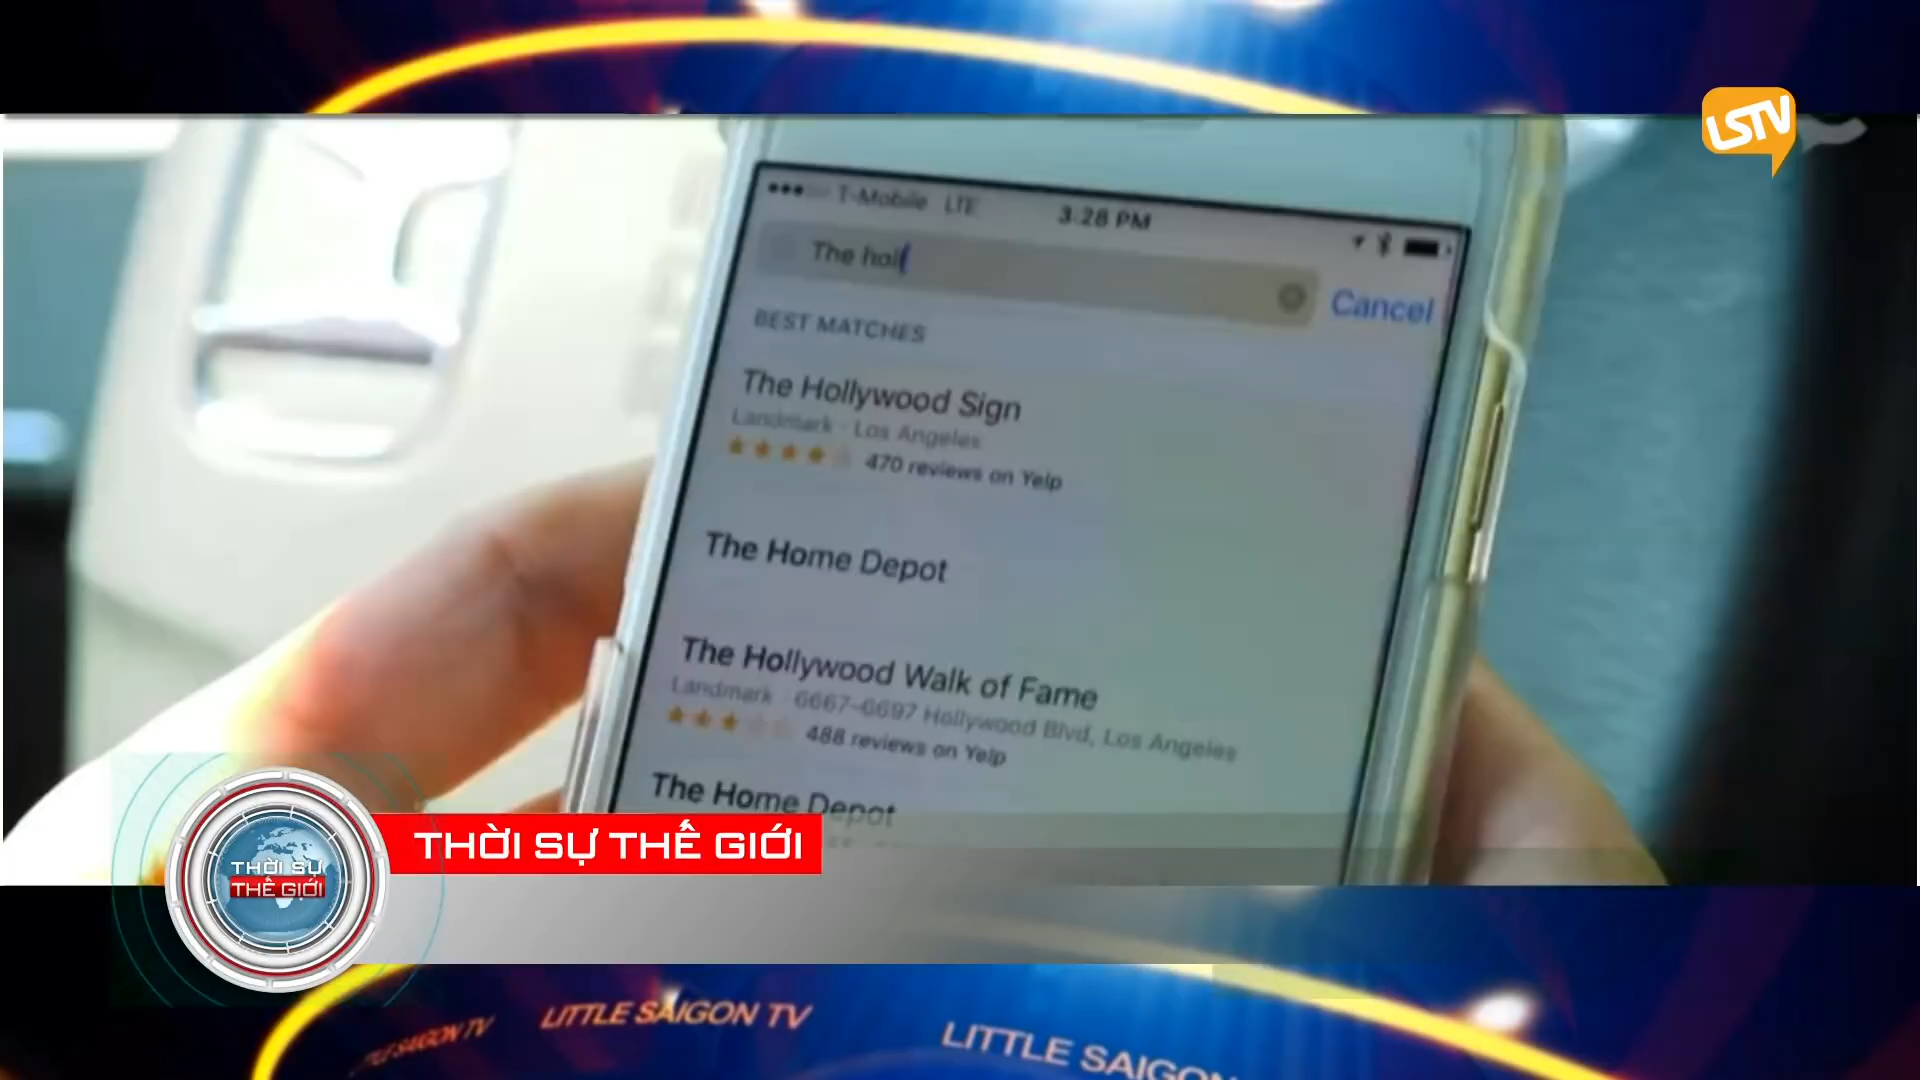 LSTV
T-Mobile LTE
3:28 PM
The holl
Cancel
BEST MATCHES
The Hollywood Sign
Landmark · Los Angeles
470 reviews on Yelp
The Home Depot
The Hollywood Walk of Fame
Landmark · 6667–6697 Hollywood Blvd, Los Angeles
488 reviews on Yelp
The Home Depot
THỜI SỰ THẾ GIỚI
THỜI SỰ
THẾ GIỚI
LITTLE SAIGON TV
LITTLE SAIGON